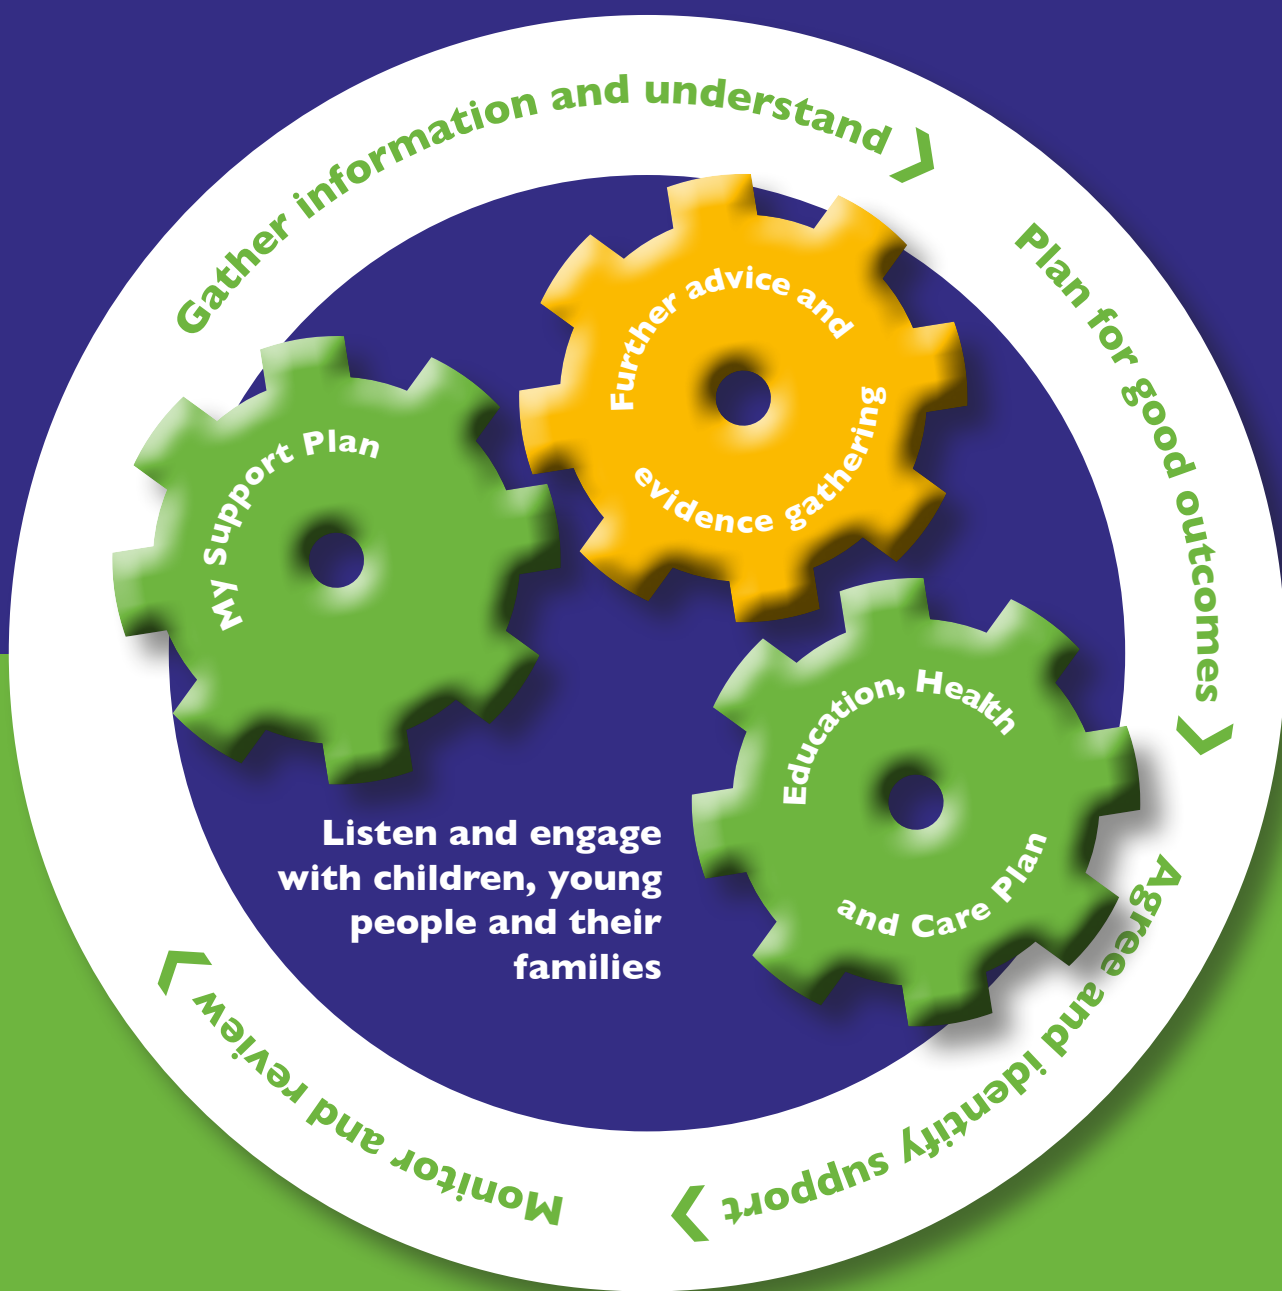 Gather information and understand
Plan for good outcomes
Agree and identify support
Monitor and review
My Support Plan
Further advice and
evidence gathering
Education, Health
and Care Plan
Listen and engage
with children, young
people and their
families